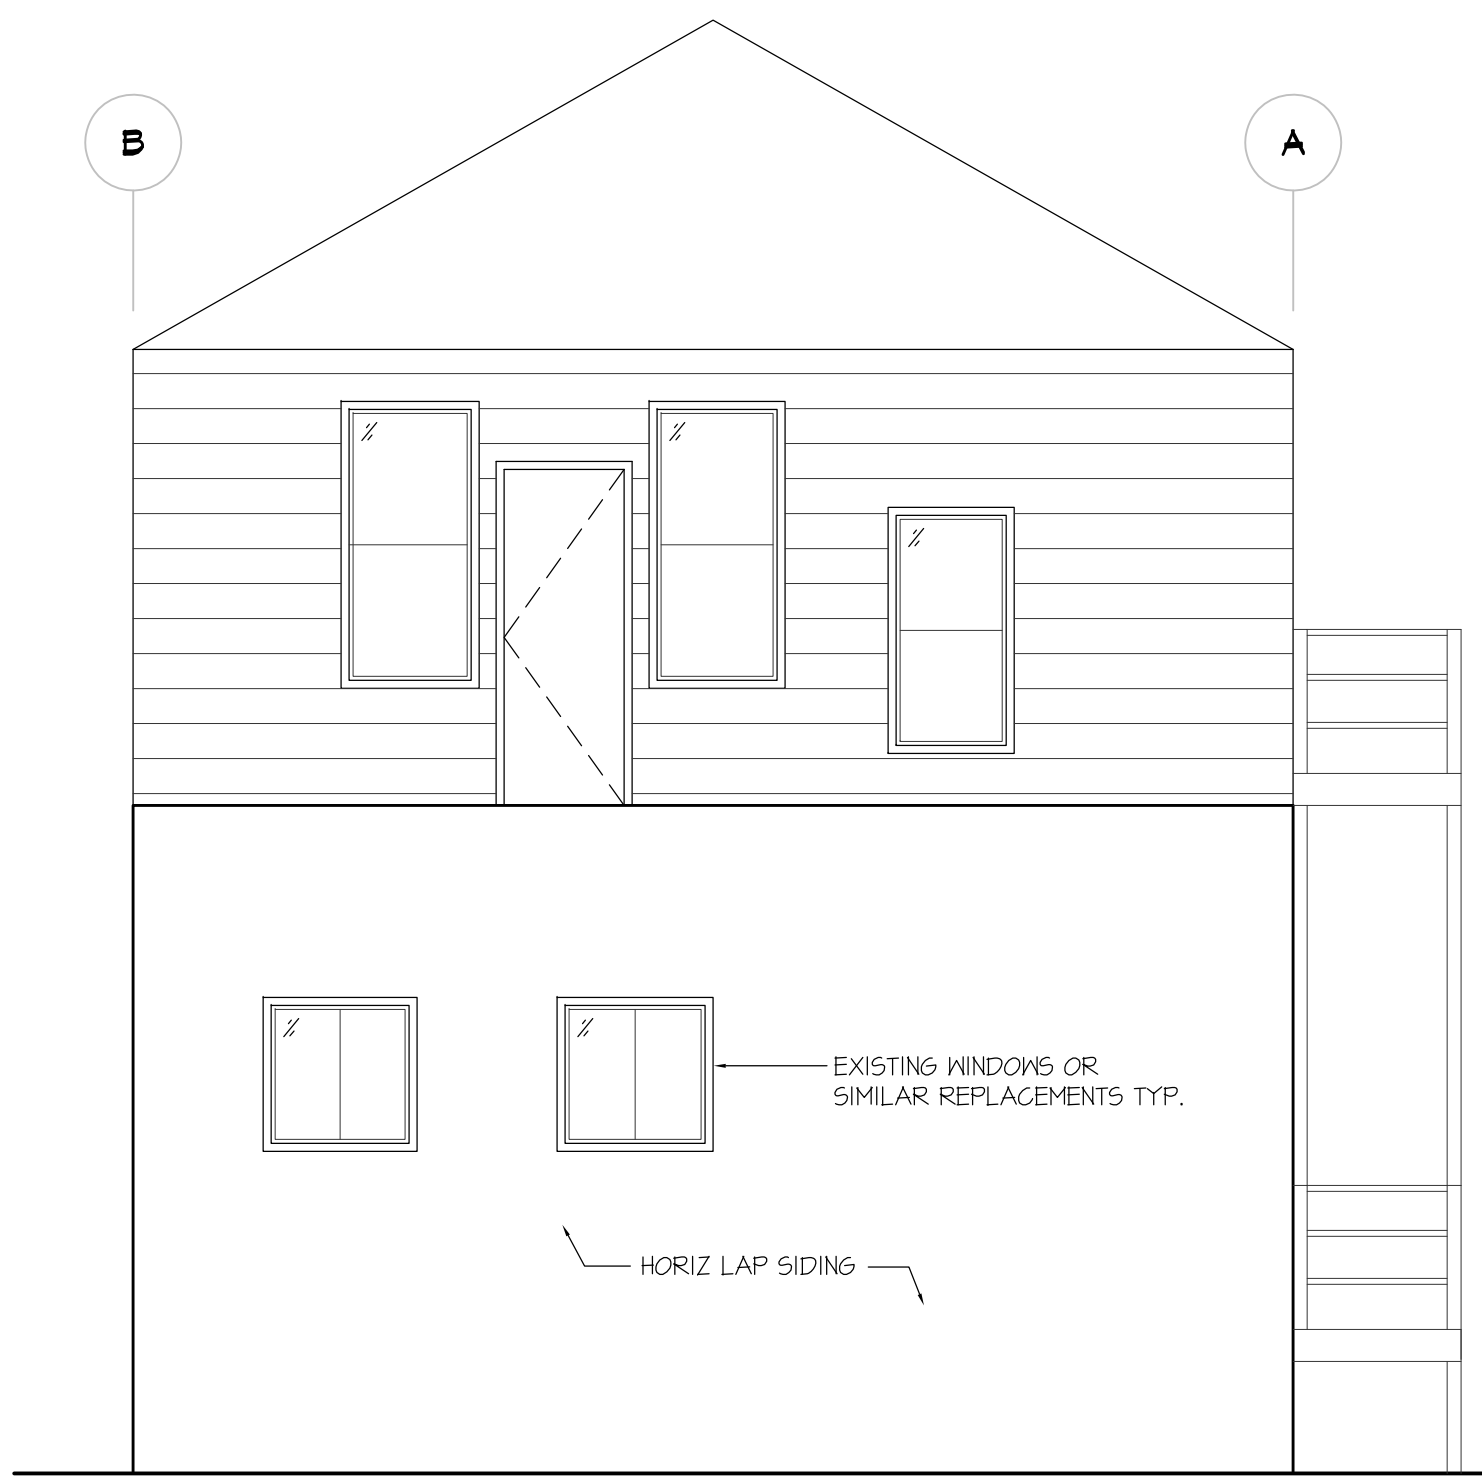 B
A
EXISTING WINDOWS OR
SIMILAR REPLACEMENTS TYP.
HORIZ LAP SIDING